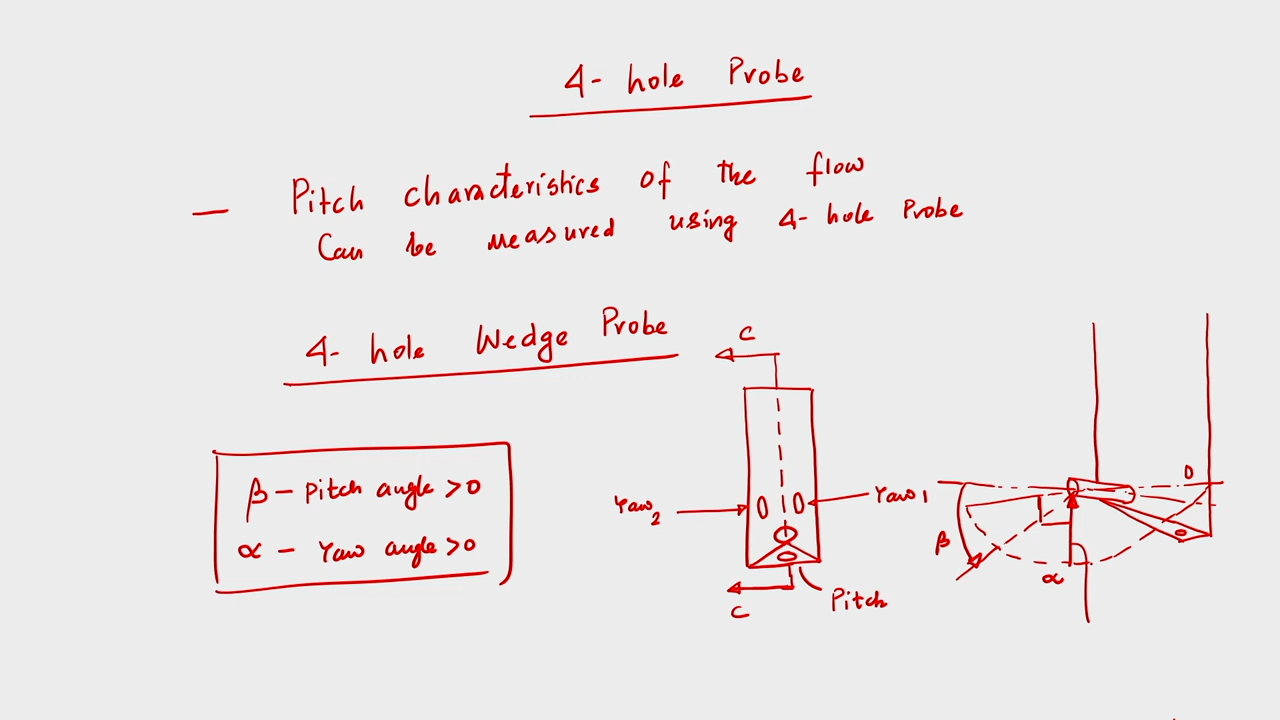 4- hole Probe
— Pitch characteristics of the flow
Can be measured using 4- hole Probe
4- hole Wedge Probe
β – Pitch angle >0
α – Yaw angle >0
C
Yaw2
Yaw1
C
Pitch
D
β
α